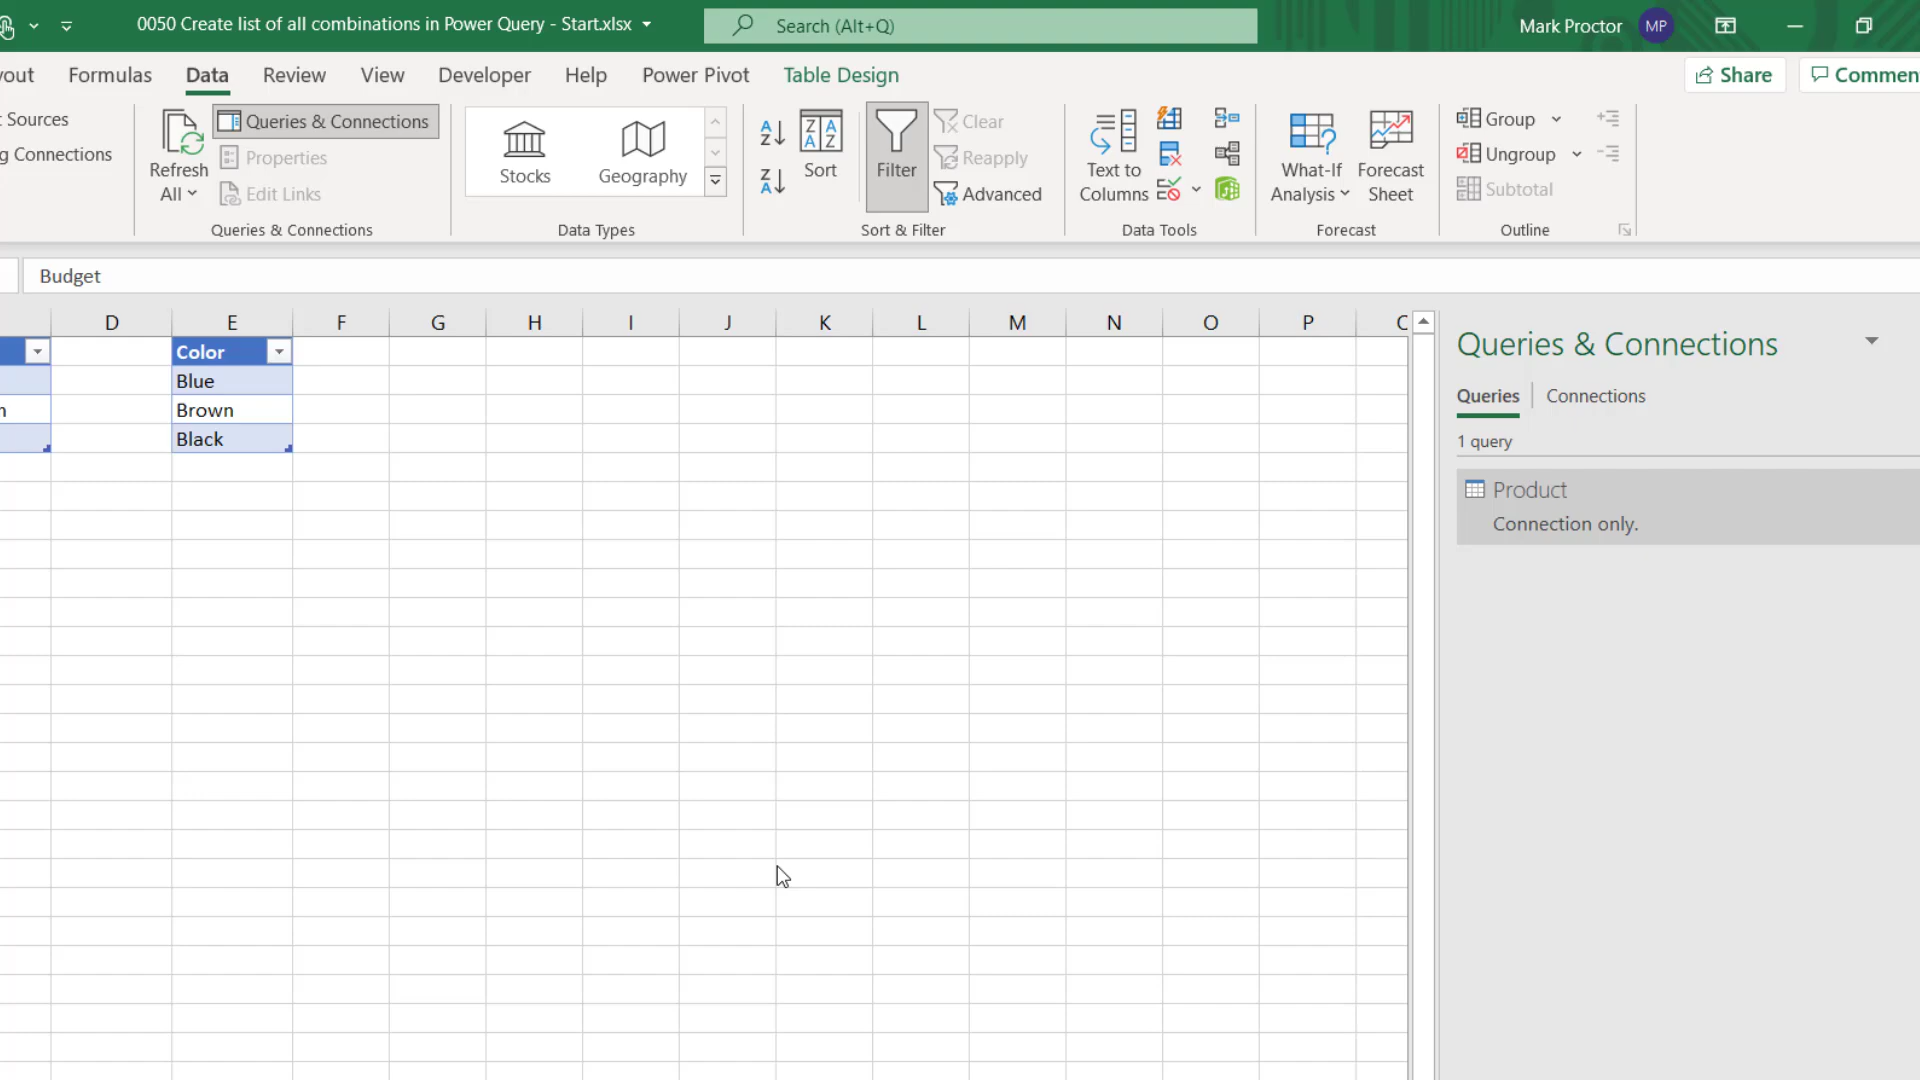 0050 Create list of all combinations in Power Query - Start.xlsx
Search (Alt+Q)
Mark Proctor
MP
Formulas
Data
Review
View
Developer
Help
Power Pivot
Table Design
Share
Sources
Connections
Refresh
All
Queries & Connections
Properties
Edit Links
Queries & Connections
Stocks
Geography
Data Types
Sort
Filter
Clear
Reapply
Advanced
Sort & Filter
Text to
Columns
Data Tools
What-If
Analysis
Forecast
Sheet
Forecast
Group
Ungroup
Subtotal
Outline
Budget
D E F G H I J K L M N O P
Color
Blue
Brown
Black
Queries & Connections
Queries
Connections
1 query
Product
Connection only.